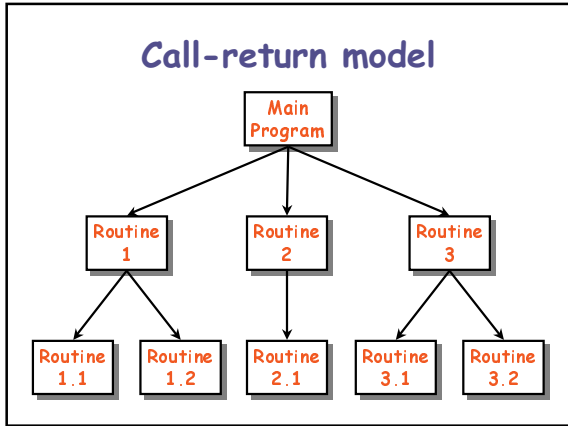 Call-return model
Main
Program
Routine
1
Routine
2
Routine
3
Routine
1.1
Routine
1.2
Routine
2.1
Routine
3.1
Routine
3.2